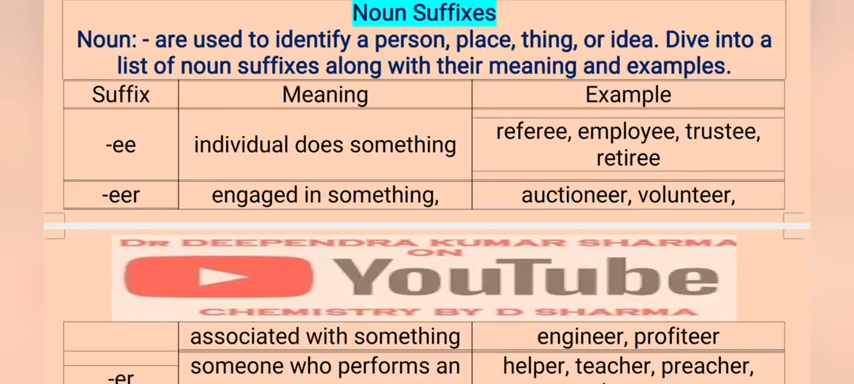 Noun Suffixes
Noun: - are used to identify a person, place, thing, or idea. Dive into a
list of noun suffixes along with their meaning and examples.
Suffix Meaning Example
-ee individual does something referee, employee, trustee,
retiree
-eer engaged in something, auctioneer, volunteer,
DR DEEPENDRA KUMAR SHARMA
ON
YouTube
CHEMISTRY BY D SHARMA
associated with something engineer, profiteer
-er someone who performs an helper, teacher, preacher,